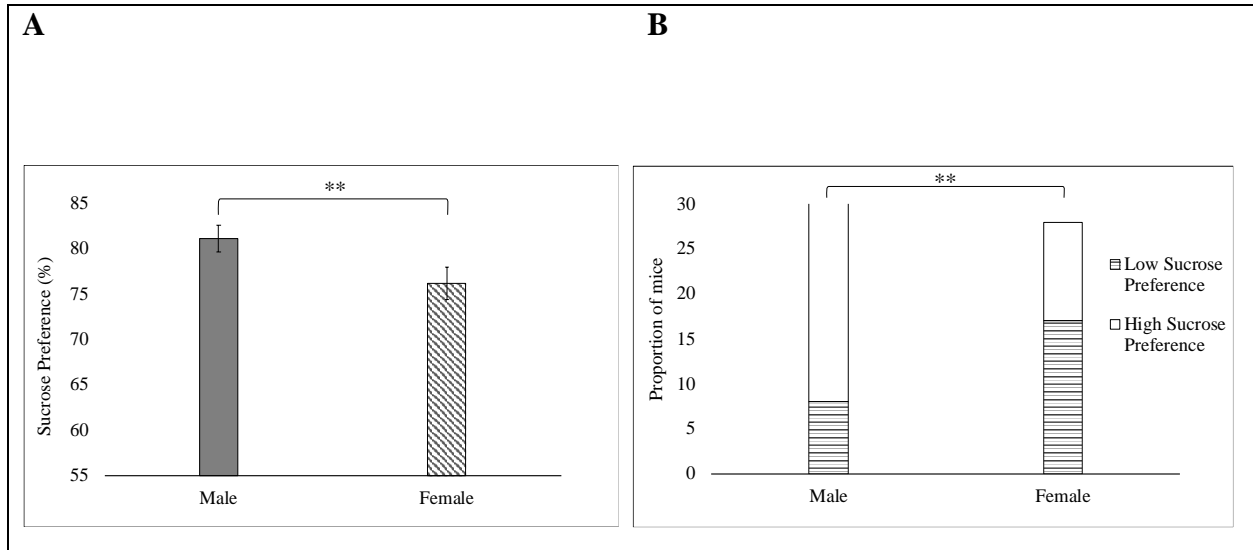 A
B
**
85
80
75
70
65
60
55
Sucrose Preference (%)
Male
Female
**
30
25
20
15
10
5
0
Proportion of mice
Male
Female
Low Sucrose
Preference
High Sucrose
Preference